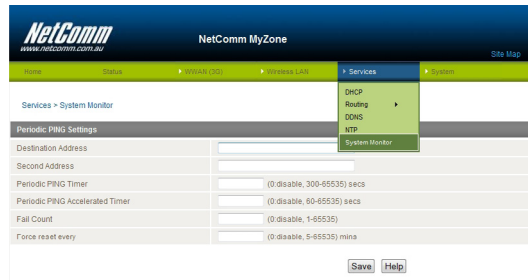 NetComm
www.netcomm.com.au
NetComm MyZone
Site Map
Home Status WWAN (3G) Wireless LAN Services System
DHCP
Routing
DDNS
NTP
System Monitor
Services > System Monitor
Periodic PING Settings
Destination Address
Second Address
Periodic PING Timer (0:disable, 300-65535) secs
Periodic PING Accelerated Timer (0:disable, 60-65535) secs
Fail Count (0:disable, 1-65535)
Force reset every (0:disable, 5-65535) mins
Save Help